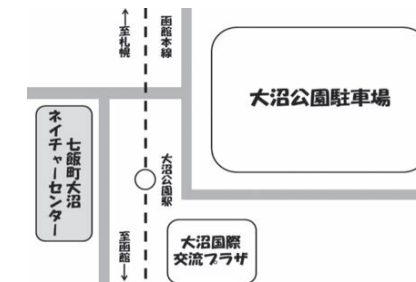 ←至札幌
函館本線
大沼公園駐車場
七飯町大沼
ネイチャーセンター
大沼公園駅
至函館→
大沼国際
交流プラザ